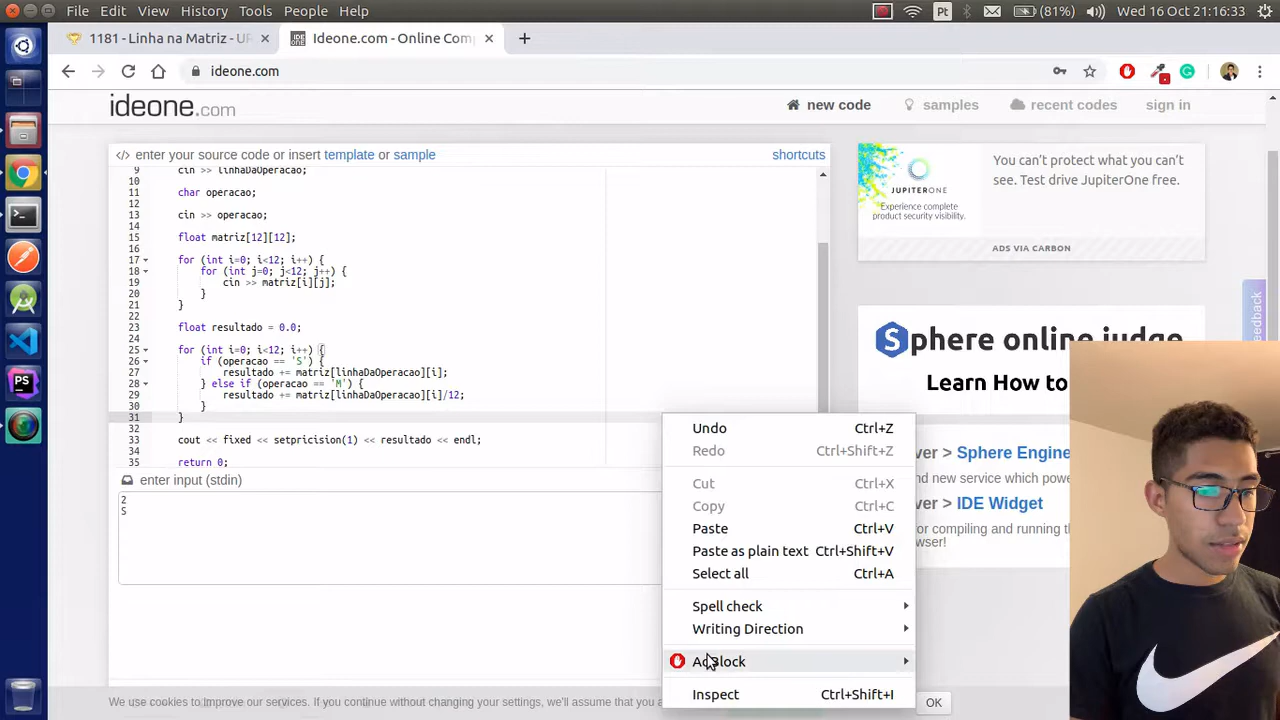 File Edit View History Tools People Help
Pt (81%) Wed 16 Oct 21:16:33
1181 - Linha na Matriz - U
Ideone.com - Online Com
ideone.com
ideone.com
new code samples recent codes sign in
</> enter your source code or insert template or sample shortcuts
9 cin >> linhaDaOperacao;
10
11 char operacao;
12
13 cin >> operacao;
14
15 float matriz[12][12];
16
17 for (int i=0; i<12; i++) {
18 for (int j=0; j<12; j++) {
19 cin >> matriz[i][j];
20 }
21 }
22
23 float resultado = 0.0;
24
25 for (int i=0; i<12; i++) {
26 if (operacao == 'S') {
27 resultado += matriz[linhaDaOperacao][i];
28 } else if (operacao == 'M') {
29 resultado += matriz[linhaDaOperacao][i]/12;
30 }
31 }
32
33 cout << fixed << setpricision(1) << resultado << endl;
34
35 return 0;
enter input (stdin)
2
S
Undo Ctrl+Z
Redo Ctrl+Shift+Z
Cut Ctrl+X
Copy Ctrl+C
Paste Ctrl+V
Paste as plain text Ctrl+Shift+V
Select all Ctrl+A
Spell check
Writing Direction
AdBlock
Inspect Ctrl+Shift+I
JUPITERONE
Experience complete
product security visibility.
You can't protect what you can't
see. Test drive JupiterOne free.
ADS VIA CARBON
feedback
Sphere online judge
Learn How to
ver > Sphere Engine
nd new service which powe
ver > IDE Widget
or compiling and running th
owser!
We use cookies to improve our services. If you continue without changing your settings, we'll assume that you a
OK
PS